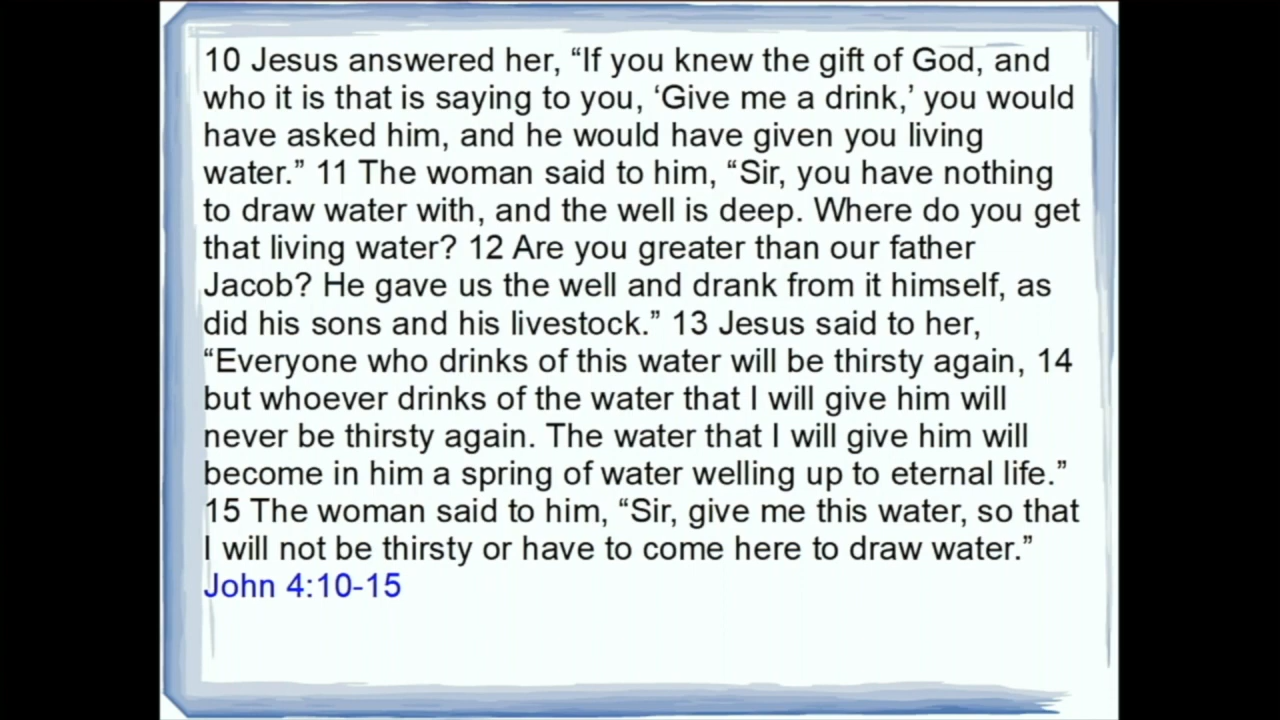 10 Jesus answered her, “If you knew the gift of God, and
who it is that is saying to you, ‘Give me a drink,’ you would
have asked him, and he would have given you living
water.” 11 The woman said to him, “Sir, you have nothing
to draw water with, and the well is deep. Where do you get
that living water? 12 Are you greater than our father
Jacob? He gave us the well and drank from it himself, as
did his sons and his livestock.” 13 Jesus said to her,
“Everyone who drinks of this water will be thirsty again, 14
but whoever drinks of the water that I will give him will
never be thirsty again. The water that I will give him will
become in him a spring of water welling up to eternal life.”
15 The woman said to him, “Sir, give me this water, so that
I will not be thirsty or have to come here to draw water.”
John 4:10-15